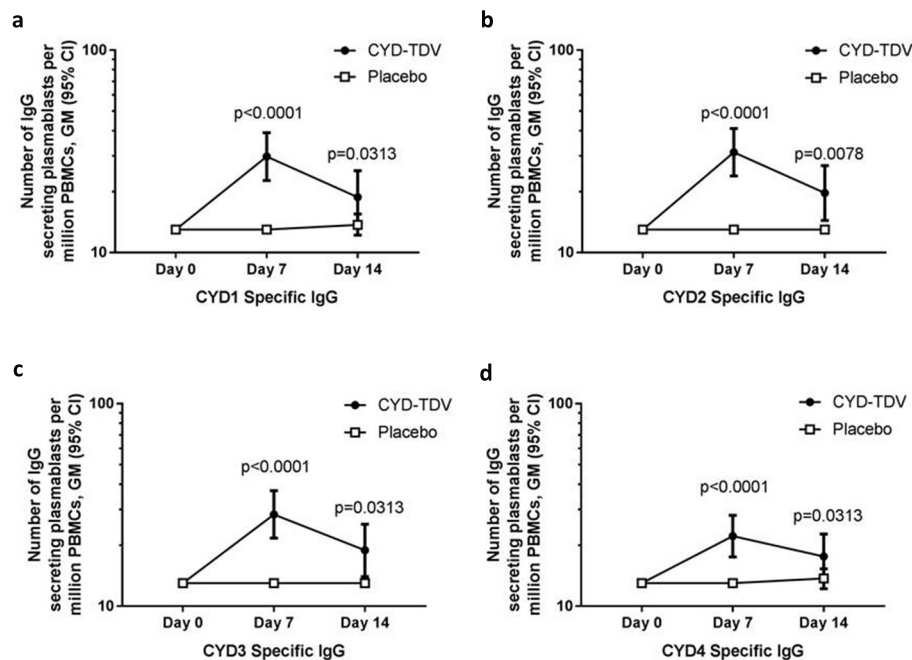 a
Number of IgG
secreting plasmablasts per
million PBMCs, GM (95% CI)
100
10
CYD-TDV
Placebo
p<0.0001
p=0.0313
Day 0 Day 7 Day 14
CYD1 Specific IgG
b
Number of IgG
secreting plasmablasts per
million PBMCs, GM (95% CI)
100
10
CYD-TDV
Placebo
p<0.0001
p=0.0078
Day 0 Day 7 Day 14
CYD2 Specific IgG
c
Number of IgG
secreting plasmablasts per
million PBMCs, GM (95% CI)
100
10
CYD-TDV
Placebo
p<0.0001
p=0.0313
Day 0 Day 7 Day 14
CYD3 Specific IgG
d
Number of IgG
secreting plasmablasts per
million PBMCs, GM (95% CI)
100
10
CYD-TDV
Placebo
p<0.0001
p=0.0313
Day 0 Day 7 Day 14
CYD4 Specific IgG